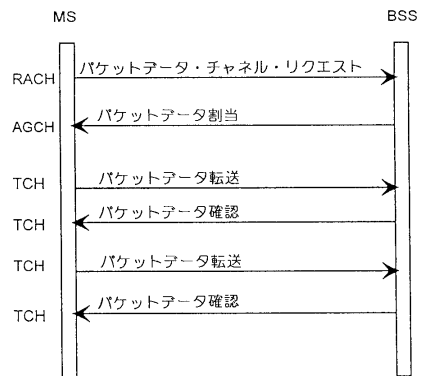 MS
BSS
RACH
パケットデータ・チャネル・リクエスト
AGCH
パケットデータ割当
TCH
パケットデータ転送
TCH
パケットデータ確認
TCH
パケットデータ転送
TCH
パケットデータ確認